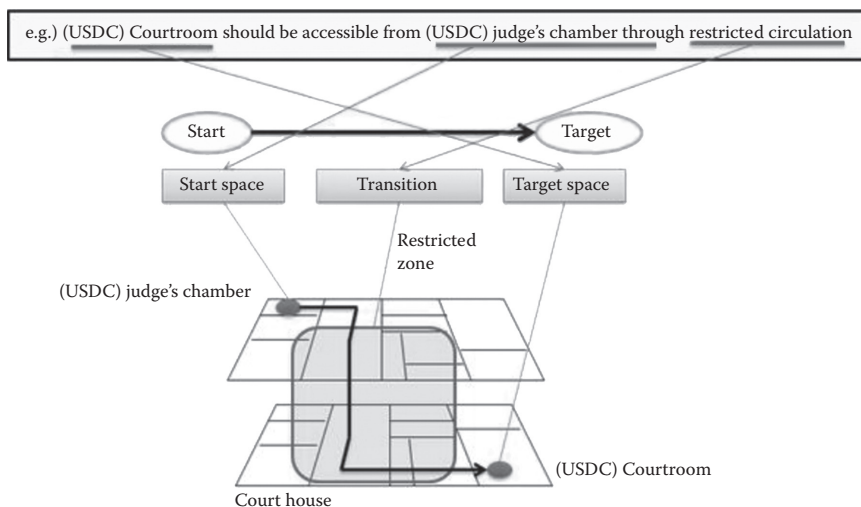 e.g.) (USDC) Courtroom should be accessible from (USDC) judge's chamber through restricted circulation
Start
Target
Start space
Transition
Target space
Restricted
zone
(USDC) judge's chamber
(USDC) Courtroom
Court house